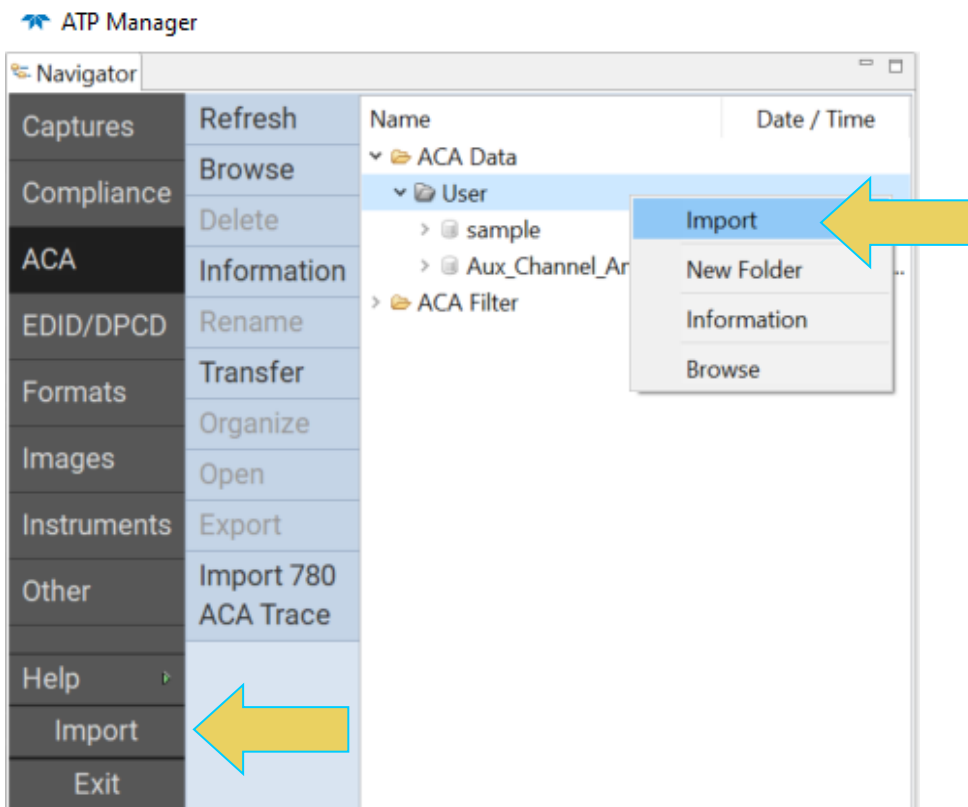 ATP Manager
Navigator
Captures
Compliance
ACA
EDID/DPCD
Formats
Images
Instruments
Other
Help
Import
Exit
Refresh
Browse
Delete
Information
Rename
Transfer
Organize
Open
Export
Import 780
ACA Trace
Name Date / Time
ACA Data
User
sample
Aux_Channel_Ar ..
ACA Filter
Import
New Folder
Information
Browse